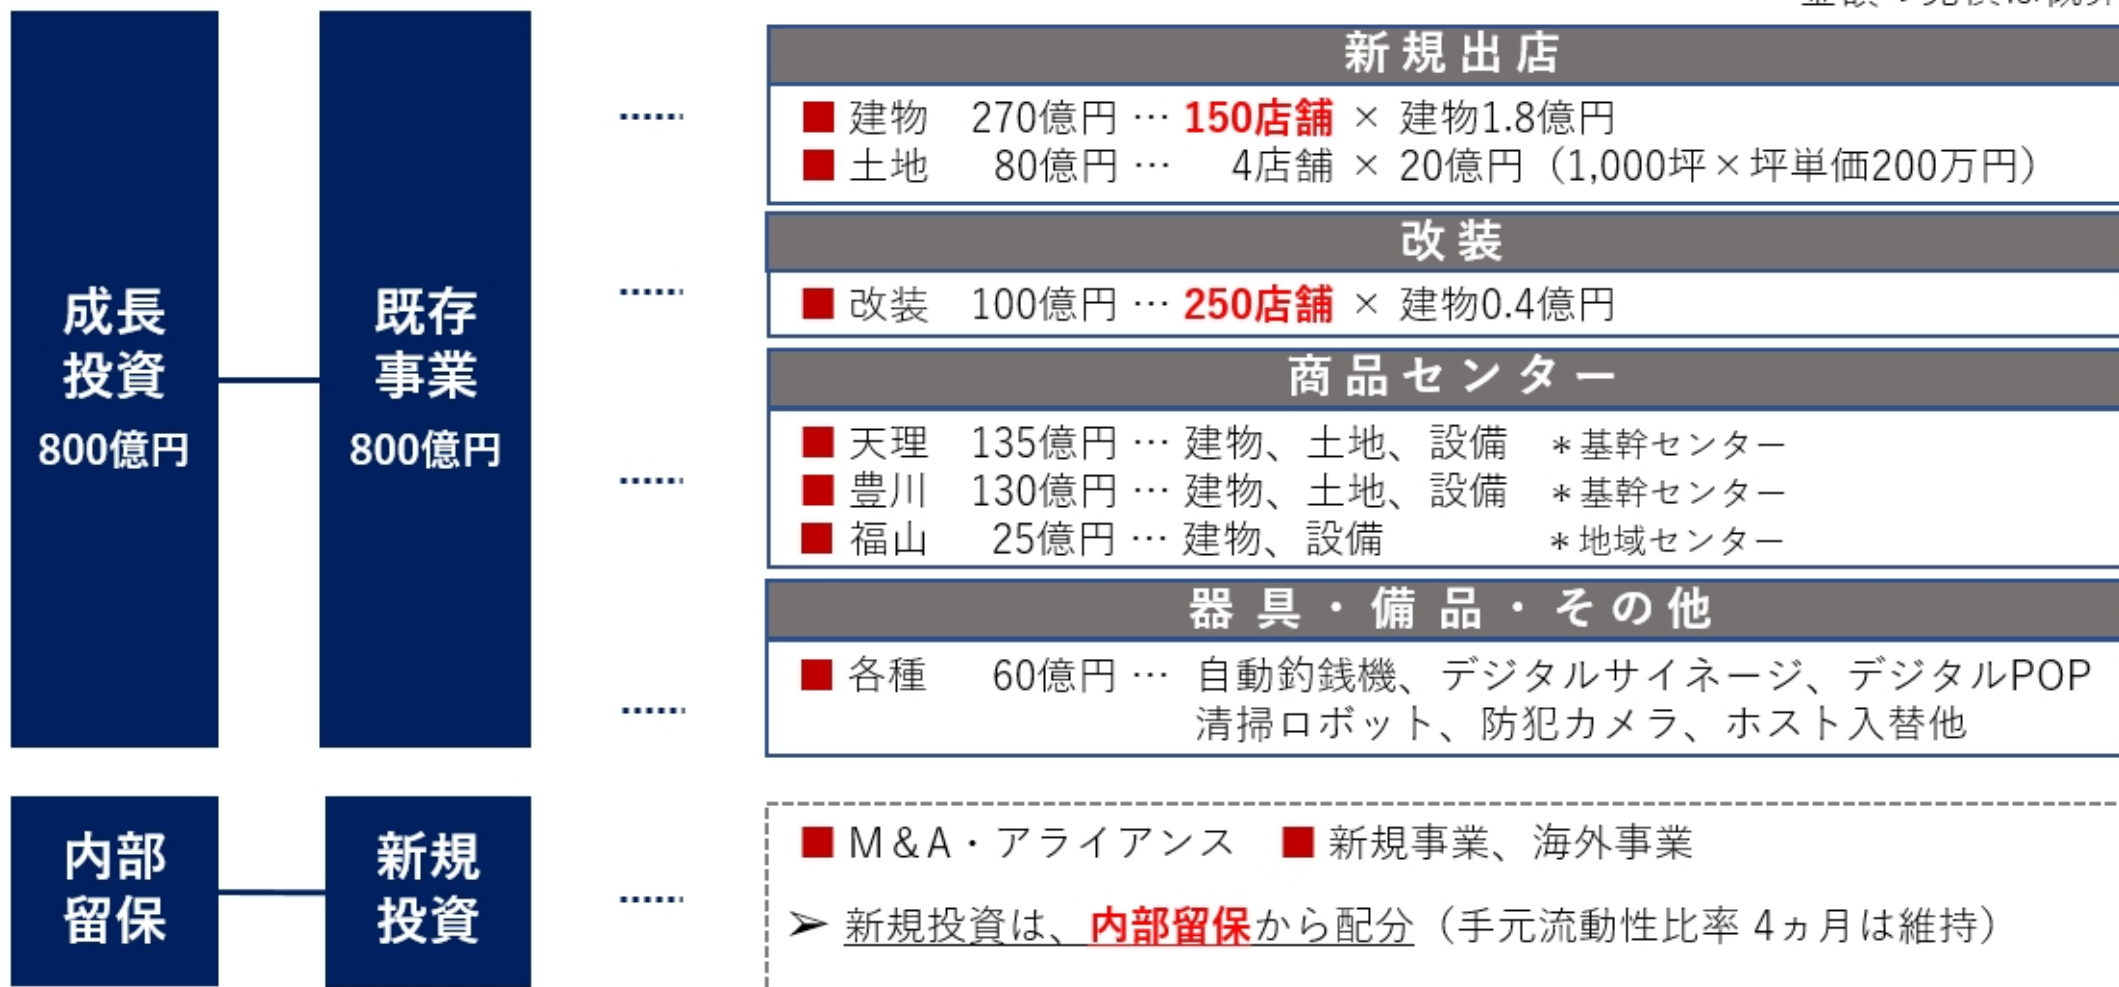 成長
投資
800億円
既存
事業
800億円
新規出店
■ 建物 270億円 … 150店舗 × 建物1.8億円
■ 土地 80億円 … 4店舗 × 20億円（1,000坪×坪単価200万円）
改装
■ 改装 100億円 … 250店舗 × 建物0.4億円
商品センター
■ 天理 135億円 … 建物、土地、設備 ＊基幹センター
■ 豊川 130億円 … 建物、土地、設備 ＊基幹センター
■ 福山 25億円 … 建物、設備 ＊地域センター
器具・備品・その他
■ 各種 60億円 … 自動釣銭機、デジタルサイネージ、デジタルPOP
清掃ロボット、防犯カメラ、ホスト入替他
内部
留保
新規
投資
■ M＆A・アライアンス ■ 新規事業、海外事業
➢ 新規投資は、内部留保から配分（手元流動性比率 4ヵ月は維持）